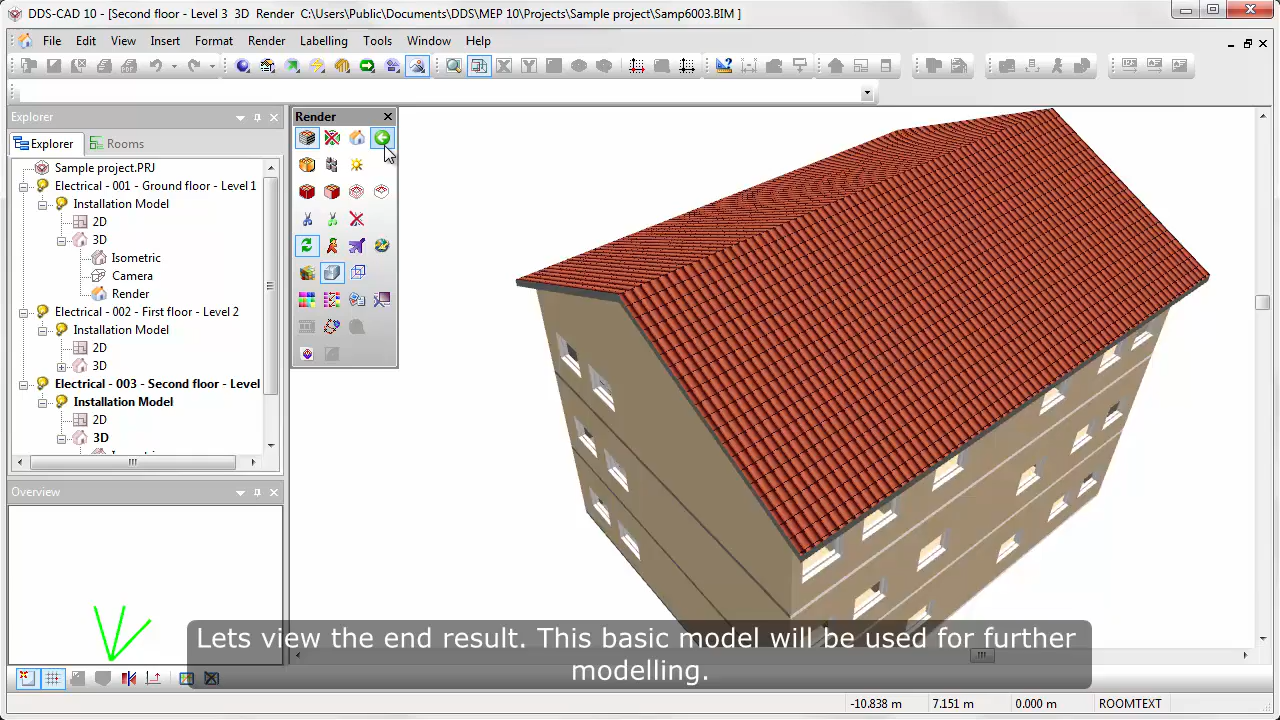 DDS-CAD 10 - [Second floor - Level 3  3D  Render   C:\Users\Public\Documents\DDS\MEP 10\Projects\Sample project\Samp6003.BIM ]
File Edit View Insert Format Render Labelling Tools Window Help
Explorer
Render
Explorer Rooms
Sample project.PRJ
Electrical - 001 - Ground floor - Level 1
Installation Model
2D
3D
Isometric
Camera
Render
Electrical - 002 - First floor - Level 2
Installation Model
2D
3D
Electrical - 003 - Second floor - Level
Installation Model
2D
3D
Overview
Lets view the end result. This basic model will be used for further
modelling.
-10.838 m 7.151 m 0.000 m ROOMTEXT